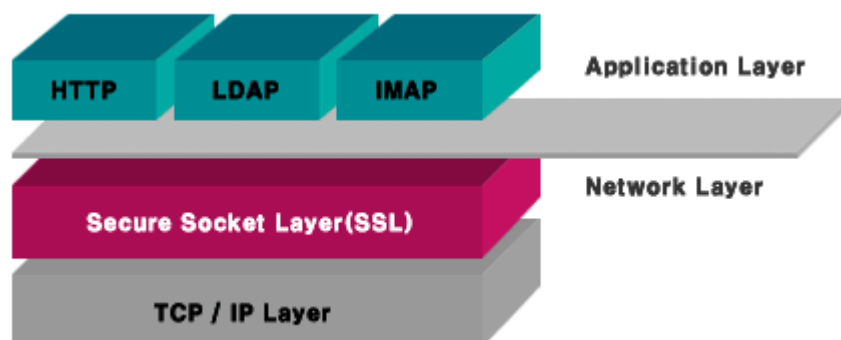 HTTP
LDAP
IMAP
Application Layer
Network Layer
Secure Socket Layer(SSL)
TCP / IP Layer